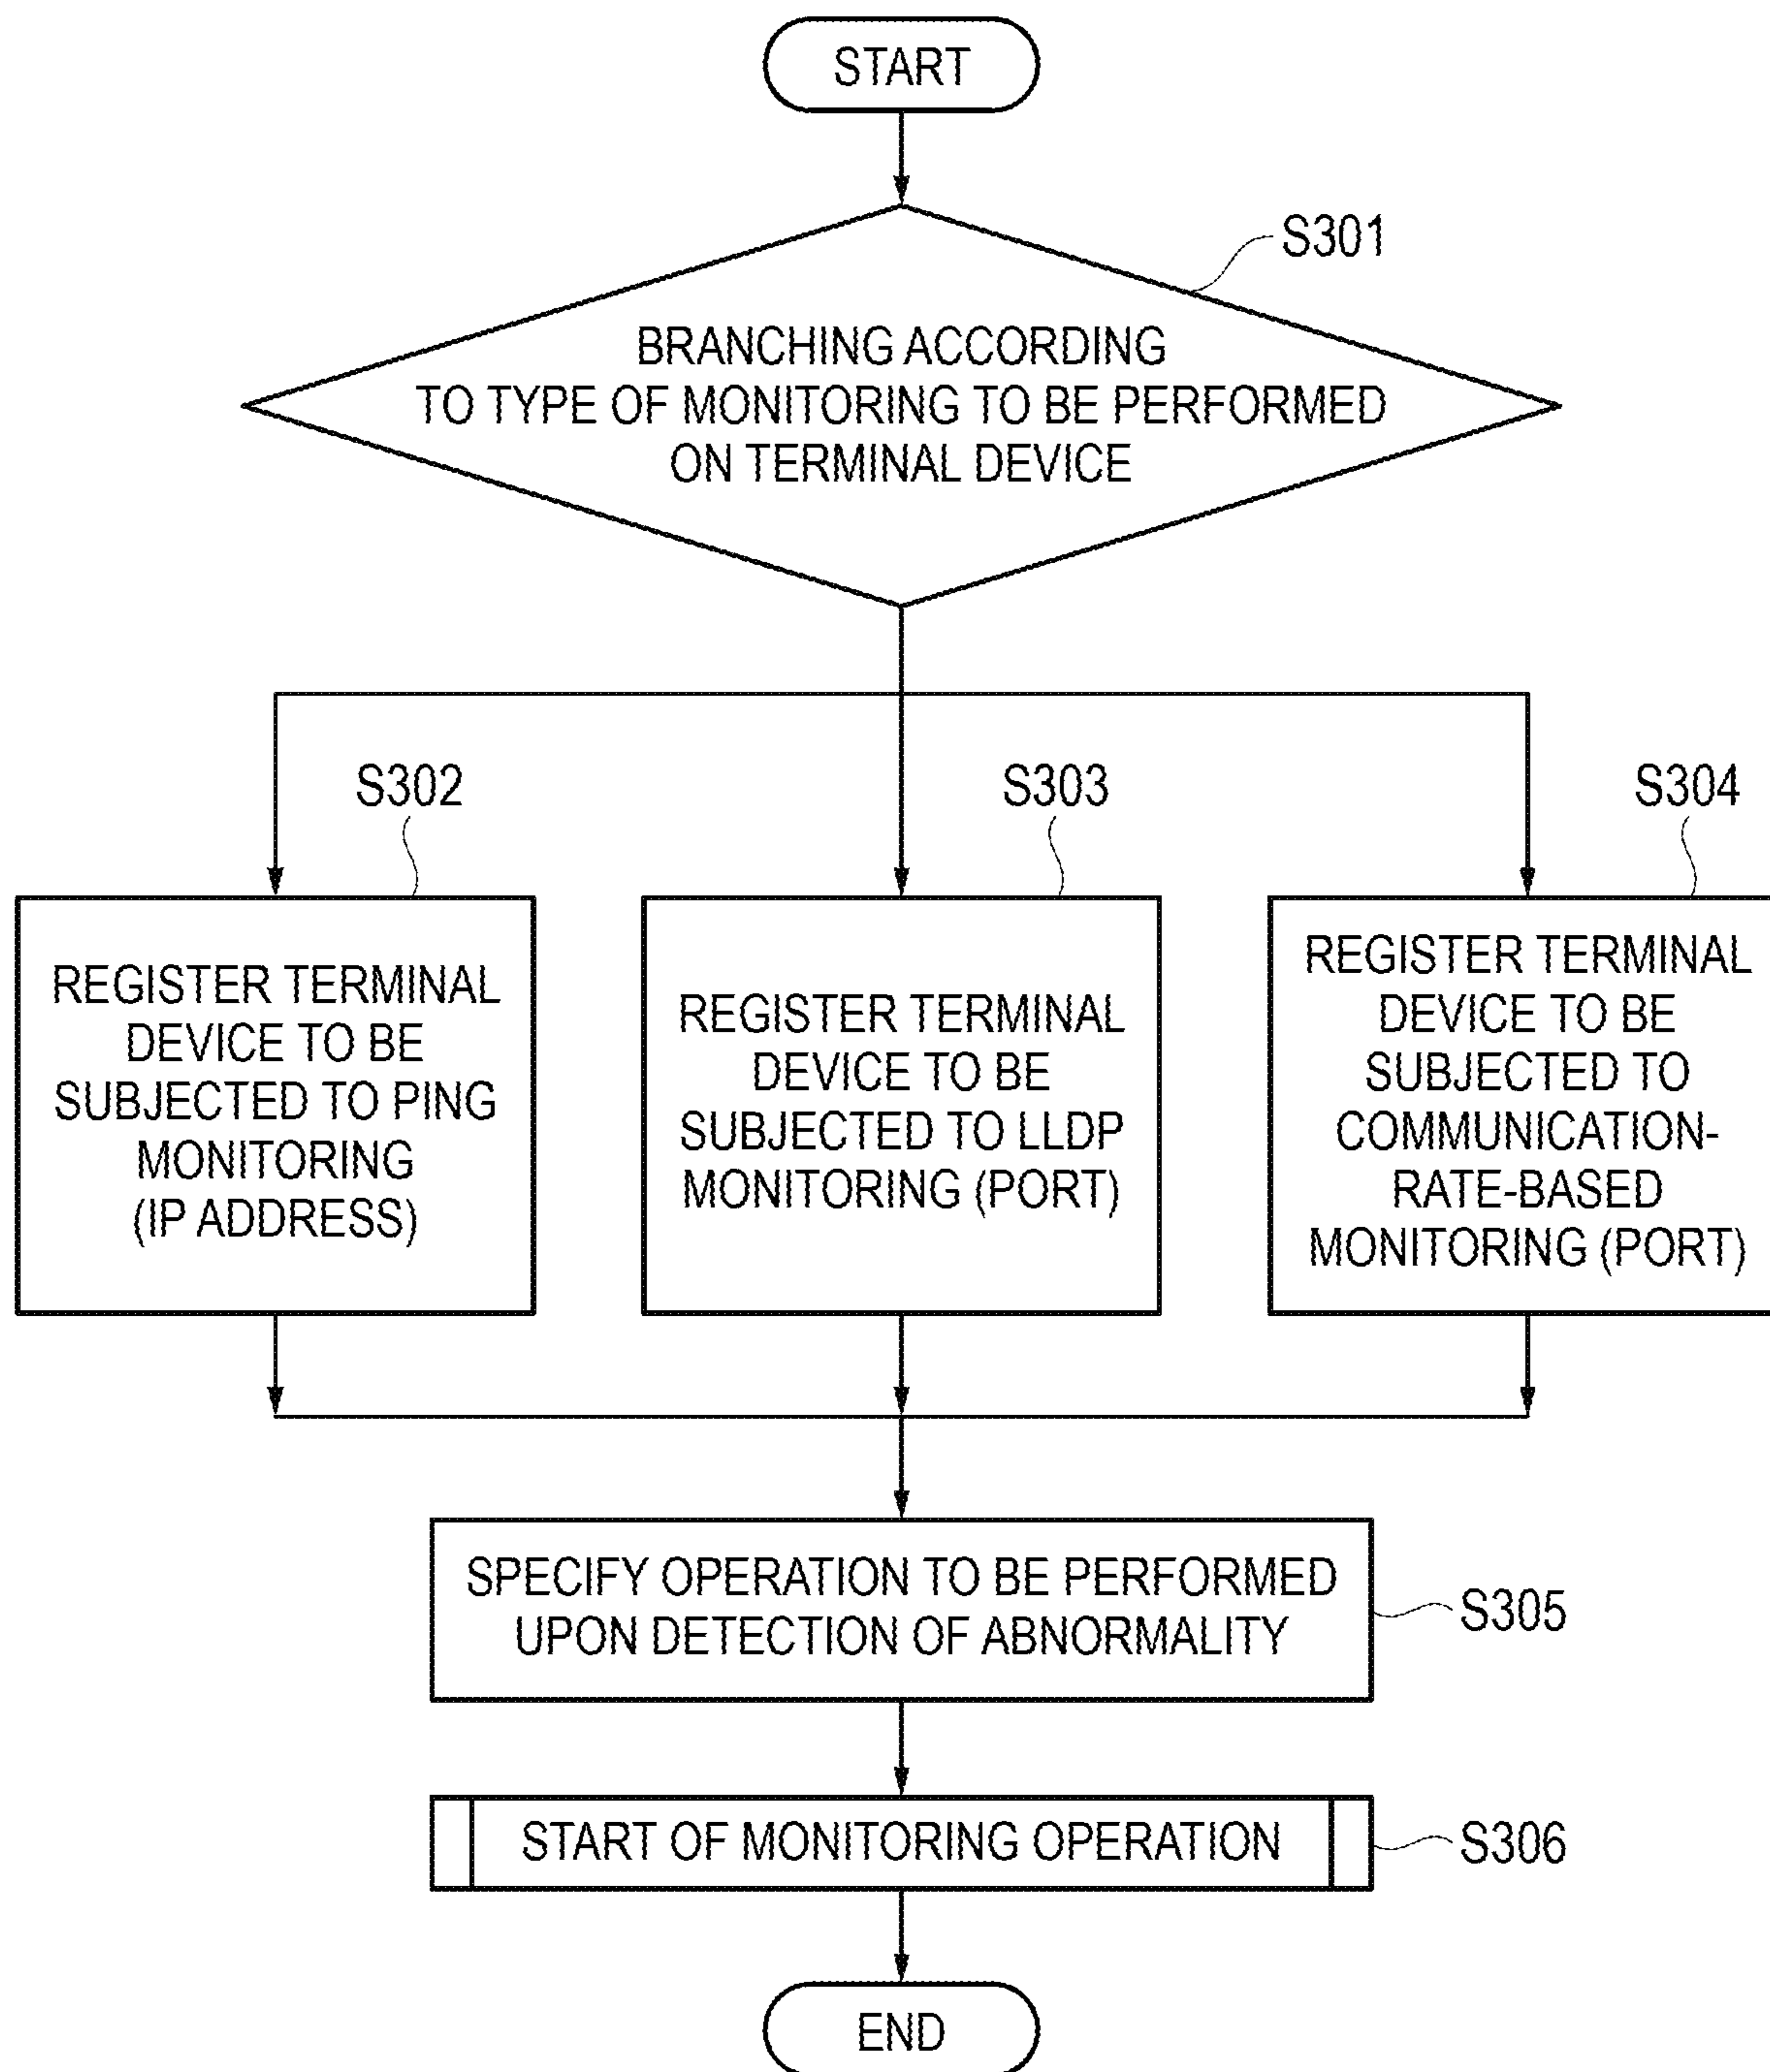 START
S301
BRANCHING ACCORDING
TO TYPE OF MONITORING TO BE PERFORMED
ON TERMINAL DEVICE
S302
REGISTER TERMINAL
DEVICE TO BE
SUBJECTED TO PING
MONITORING
(IP ADDRESS)
S303
REGISTER TERMINAL
DEVICE TO BE
SUBJECTED TO LLDP
MONITORING (PORT)
S304
REGISTER TERMINAL
DEVICE TO BE
SUBJECTED TO
COMMUNICATION-
RATE-BASED
MONITORING (PORT)
SPECIFY OPERATION TO BE PERFORMED
UPON DETECTION OF ABNORMALITY
S305
START OF MONITORING OPERATION
S306
END